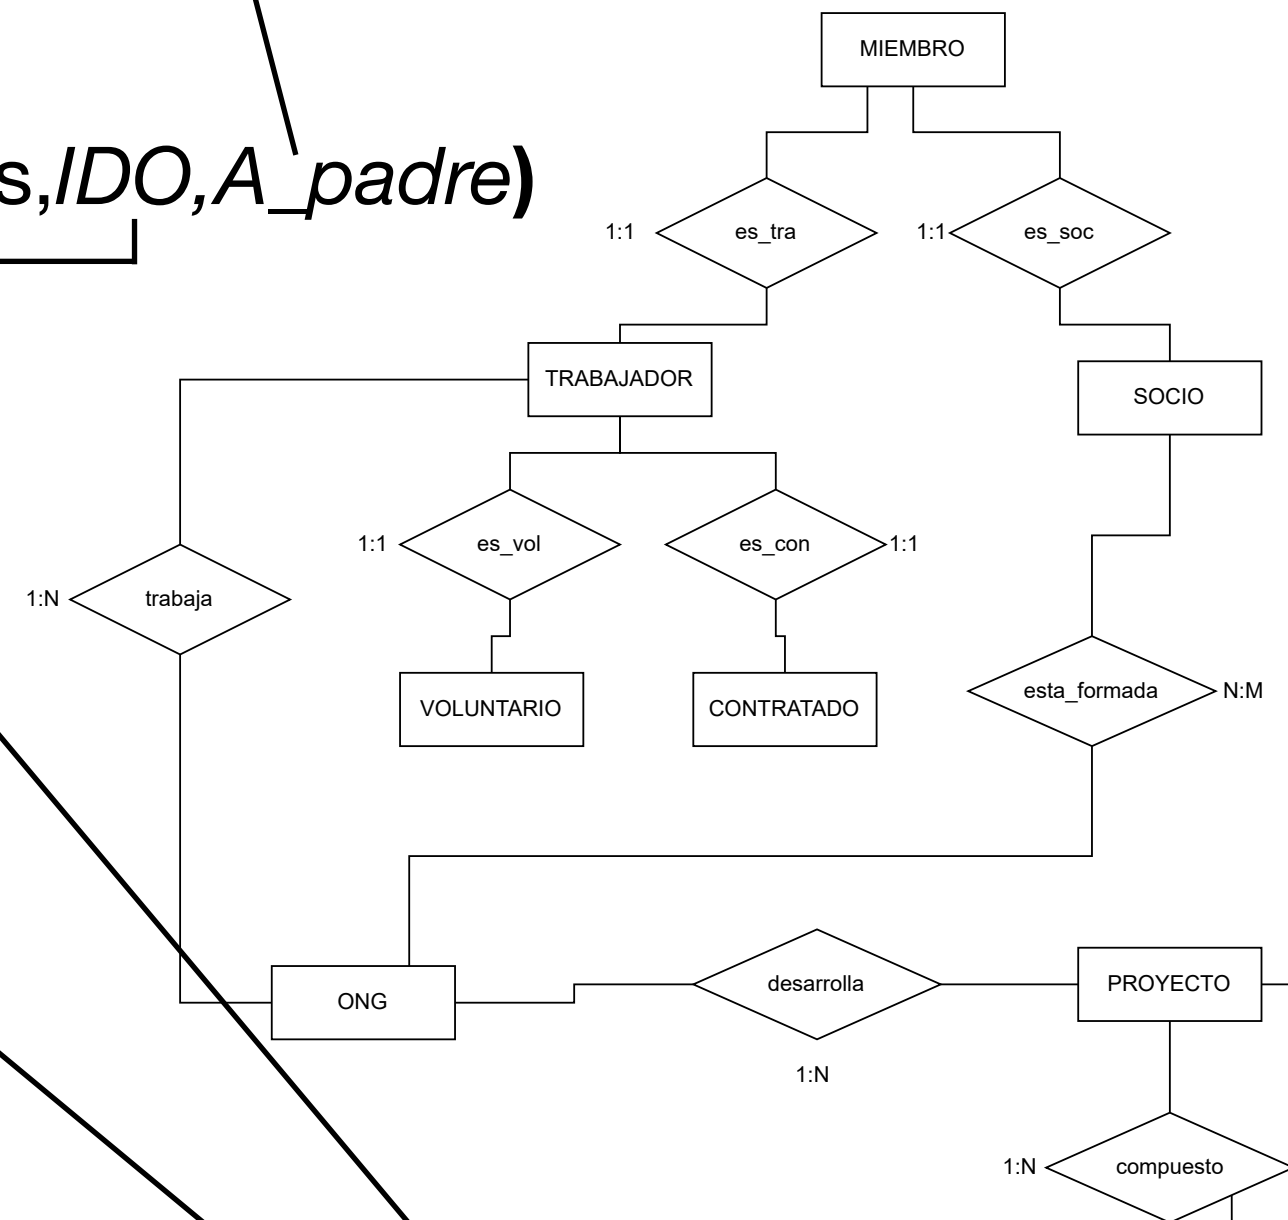 MIEMBRO
s,IDO,A_padre)
1:1 es_tra 1:1 es_soc
TRABAJADOR
SOCIO
1:1 es_vol es_con 1:1
1:N trabaja
esta_formada N:M
VOLUNTARIO CONTRATADO
desarrolla PROYECTO
ONG
1:N
1:N compuesto